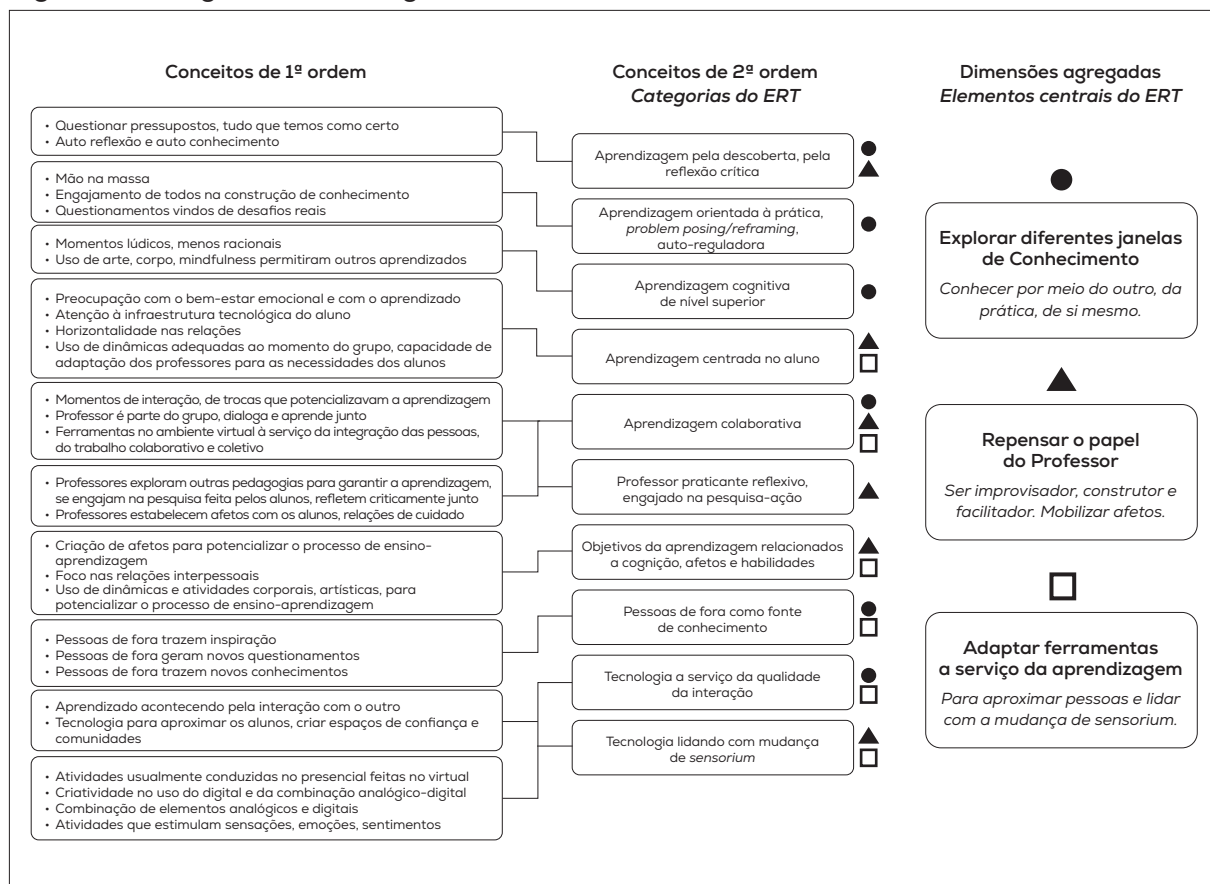 Conceitos de 1ª ordem
• Questionar pressupostos, tudo que temos como certo
• Auto reflexão e auto conhecimento
• Mão na massa
• Engajamento de todos na construção de conhecimento
• Questionamentos vindos de desafios reais
• Momentos lúdicos, menos racionais
• Uso de arte, corpo, mindfulness permitiram outros aprendizados
• Preocupação com o bem-estar emocional e com o aprendizado
• Atenção à infraestrutura tecnológica do aluno
• Horizontalidade nas relações
• Uso de dinâmicas adequadas ao momento do grupo, capacidade de
adaptação dos professores para as necessidades dos alunos
• Momentos de interação, de trocas que potencializavam a aprendizagem
• Professor é parte do grupo, dialoga e aprende junto
• Ferramentas no ambiente virtual à serviço da integração das pessoas,
do trabalho colaborativo e coletivo
• Professores exploram outras pedagogias para garantir a aprendizagem,
se engajam na pesquisa feita pelos alunos, refletem criticamente junto
• Professores estabelecem afetos com os alunos, relações de cuidado
• Criação de afetos para potencializar o processo de ensino-
aprendizagem
• Foco nas relações interpessoais
• Uso de dinâmicas e atividades corporais, artísticas, para
potencializar o processo de ensino-aprendizagem
• Pessoas de fora trazem inspiração
• Pessoas de fora geram novos questionamentos
• Pessoas de fora trazem novos conhecimentos
• Aprendizado acontecendo pela interação com o outro
• Tecnologia para aproximar os alunos, criar espaços de confiança e
comunidades
• Atividades usualmente conduzidas no presencial feitas no virtual
• Criatividade no uso do digital e da combinação analógico-digital
• Combinação de elementos analógicos e digitais
• Atividades que estimulam sensações, emoções, sentimentos
Conceitos de 2ª ordem
Categorias do ERT
Aprendizagem pela descoberta, pela
reflexão crítica
Aprendizagem orientada à prática,
problem posing/reframing,
auto-reguladora
Aprendizagem cognitiva
de nível superior
Aprendizagem centrada no aluno
Aprendizagem colaborativa
Professor praticante reflexivo,
engajado na pesquisa-ação
Objetivos da aprendizagem relacionados
a cognição, afetos e habilidades
Pessoas de fora como fonte
de conhecimento
Tecnologia a serviço da qualidade
da interação
Tecnologia lidando com mudança
de sensorium
Dimensões agregadas
Elementos centrais do ERT
Explorar diferentes janelas
de Conhecimento
Conhecer por meio do outro, da
prática, de si mesmo.
Repensar o papel
do Professor
Ser improvisador, construtor e
facilitador. Mobilizar afetos.
Adaptar ferramentas
a serviço da aprendizagem
Para aproximar pessoas e lidar
com a mudança de sensorium.